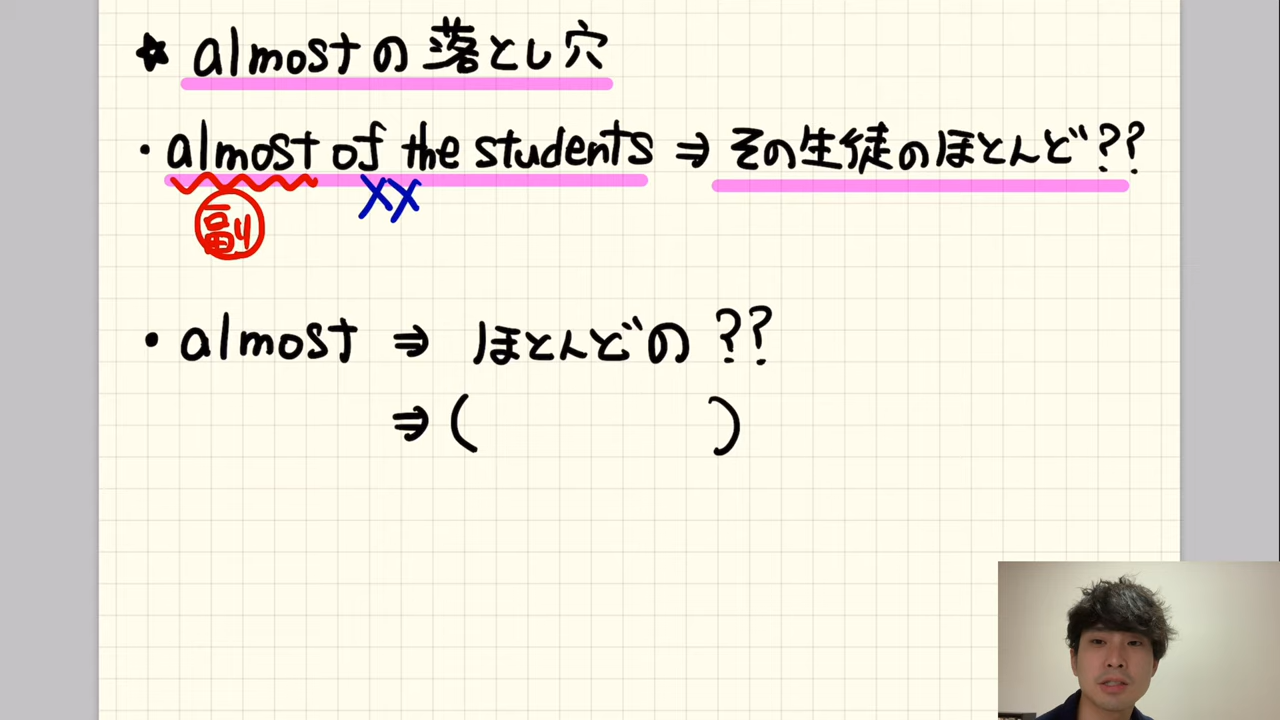 ★ almostの落とし穴
・almost of the students ⇒ その生徒のほとんど??
××
副
・almost ⇒ ほとんどの ??
⇒ ( )